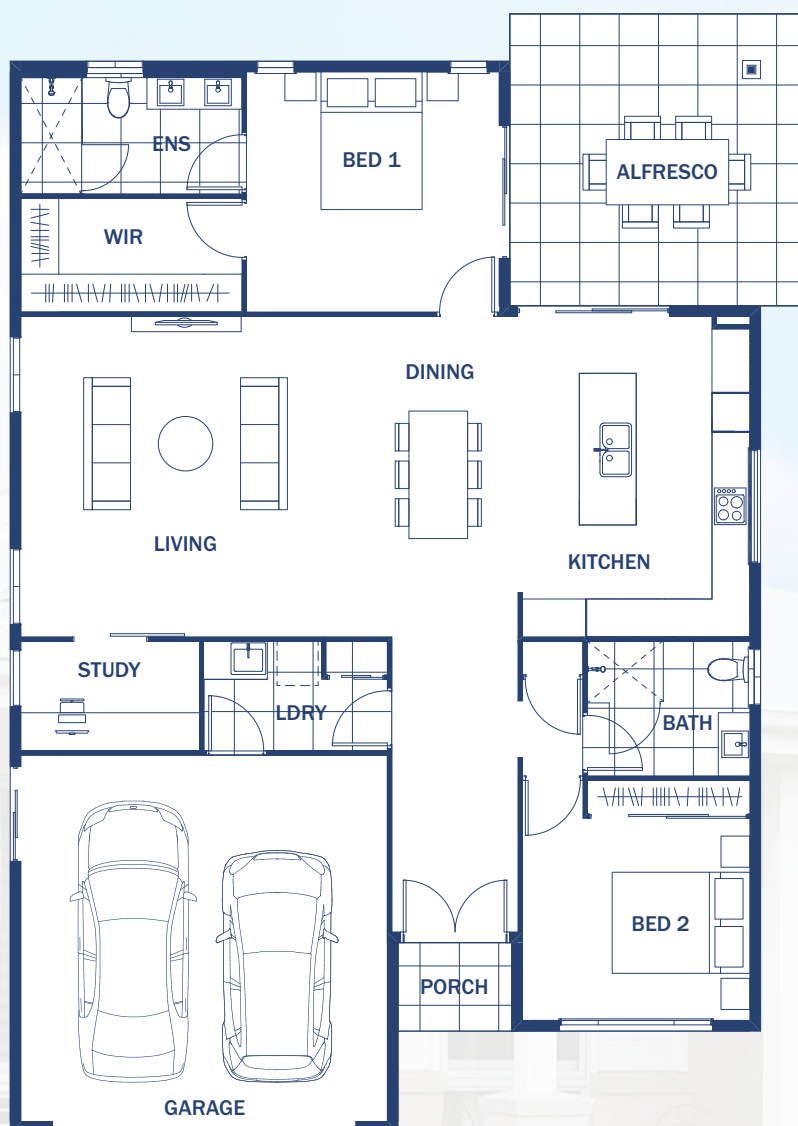 ENS
BED 1
ALFRESCO
WIR
DINING
LIVING
KITCHEN
STUDY
LDRY
BATH
BED 2
PORCH
GARAGE